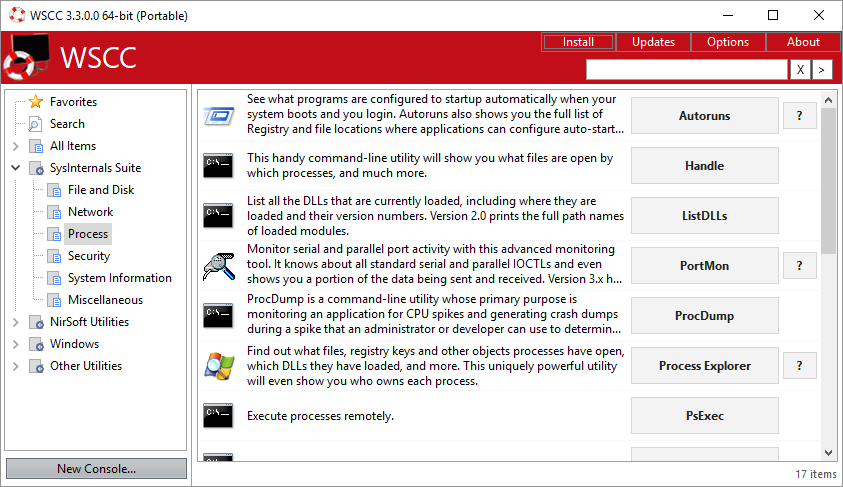 WSCC 3.3.0.0 64-bit (Portable)
WSCC
Install
Updates
Options
About
X
>
Favorites
Search
All Items
SysInternals Suite
File and Disk
Network
Process
Security
System Information
Miscellaneous
NirSoft Utilities
Windows
Other Utilities
New Console...
See what programs are configured to startup automatically when your
system boots and you login. Autoruns also shows you the full list of
Registry and file locations where applications can configure auto-start...
Autoruns
?
C:\_
This handy command-line utility will show you what files are open by
which processes, and much more.
Handle
C:\_
List all the DLLs that are currently loaded, including where they are
loaded and their version numbers. Version 2.0 prints the full path names
of loaded modules.
ListDLLs
Monitor serial and parallel port activity with this advanced monitoring
tool. It knows about all standard serial and parallel IOCTLs and even
shows you a portion of the data being sent and received. Version 3.x h...
PortMon
?
C:\_
ProcDump is a command-line utility whose primary purpose is
monitoring an application for CPU spikes and generating crash dumps
during a spike that an administrator or developer can use to determin...
ProcDump
Find out what files, registry keys and other objects processes have open,
which DLLs they have loaded, and more. This uniquely powerful utility
will even show you who owns each process.
Process Explorer
?
C:\_
Execute processes remotely.
PsExec
17 items